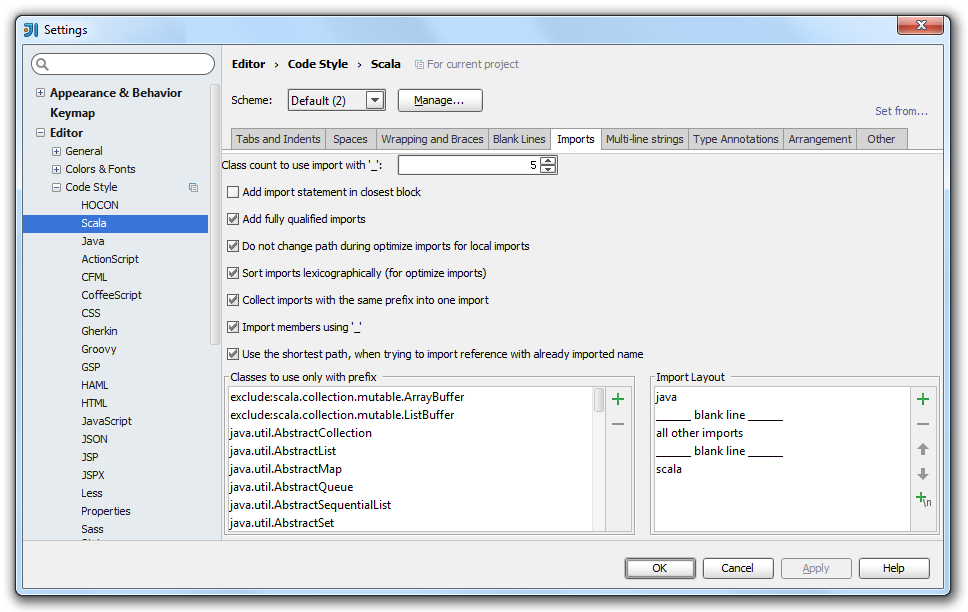 Settings
Editor › Code Style › Scala For current project
Appearance & Behavior
Keymap
Editor
General
Colors & Fonts
Code Style
HOCON
Scala
Java
ActionScript
CFML
CoffeeScript
CSS
Gherkin
Groovy
GSP
HAML
HTML
JavaScript
JSON
JSP
JSPX
Less
Properties
Sass
Scheme: Default (2) Manage...
Set from...
Tabs and Indents Spaces Wrapping and Braces Blank Lines Imports Multi-line strings Type Annotations Arrangement Other
Class count to use import with '_': 5
Add import statement in closest block
Add fully qualified imports
Do not change path during optimize imports for local imports
Sort imports lexicographically (for optimize imports)
Collect imports with the same prefix into one import
Import members using '_'
Use the shortest path, when trying to import reference with already imported name
Classes to use only with prefix
exclude:scala.collection.mutable.ArrayBuffer
exclude:scala.collection.mutable.ListBuffer
java.util.AbstractCollection
java.util.AbstractList
java.util.AbstractMap
java.util.AbstractQueue
java.util.AbstractSequentialList
java.util.AbstractSet
Import Layout
java
______ blank line ______
all other imports
______ blank line ______
scala
\n
OK Cancel Apply Help